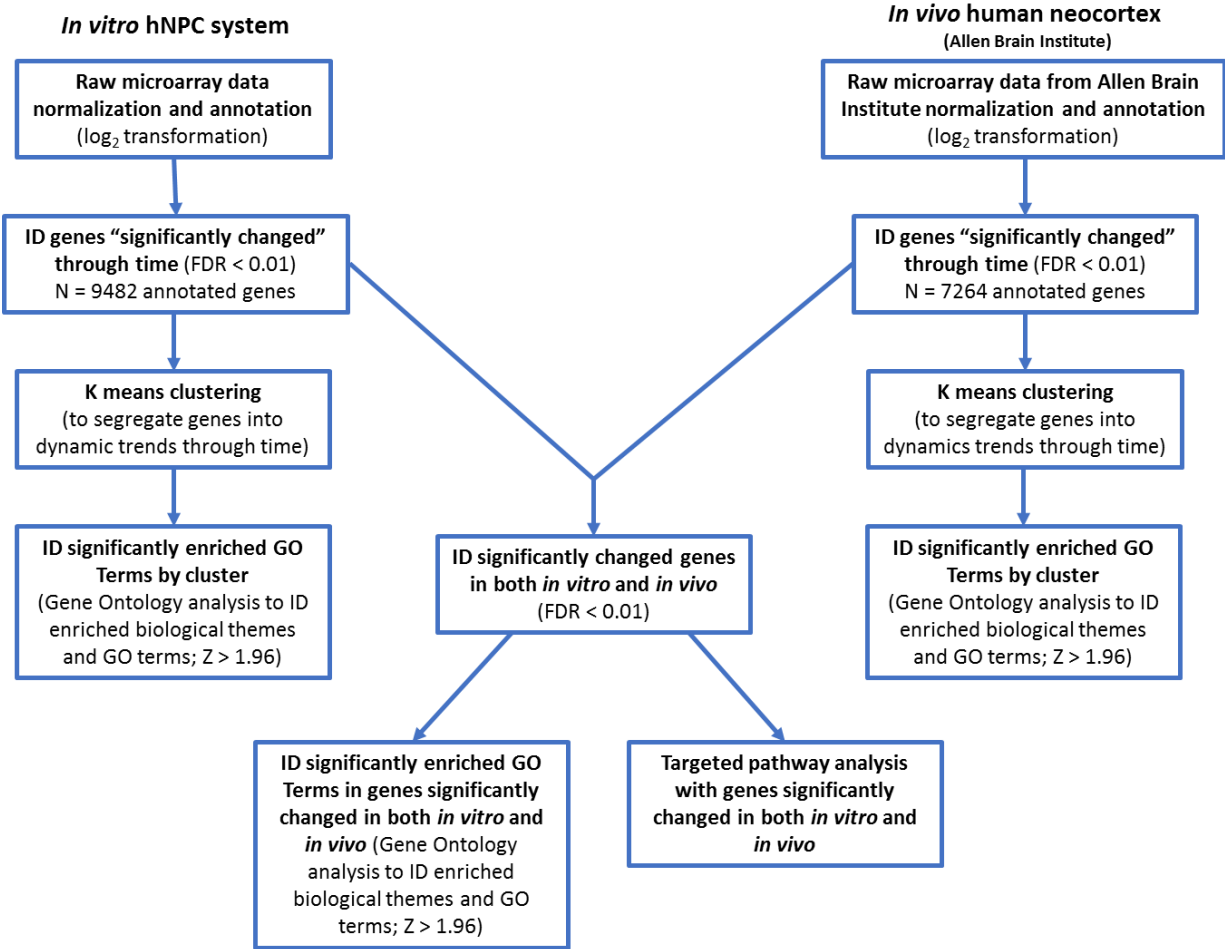 In vitro hNPC system
Raw microarray data
normalization and annotation
(log2 transformation)
ID genes “significantly changed”
through time (FDR < 0.01)
N = 9482 annotated genes
K means clustering
(to segregate genes into
dynamic trends through time)
ID significantly enriched GO
Terms by cluster
(Gene Ontology analysis to ID
enriched biological themes
and GO terms; Z > 1.96)
In vivo human neocortex
(Allen Brain Institute)
Raw microarray data from Allen Brain
Institute normalization and annotation
(log2 transformation)
ID genes “significantly changed”
through time (FDR < 0.01)
N = 7264 annotated genes
K means clustering
(to segregate genes into
dynamics trends through time)
ID significantly enriched GO
Terms by cluster
(Gene Ontology analysis to ID
enriched biological themes
and GO terms; Z > 1.96)
ID significantly changed genes
in both in vitro and in vivo
(FDR < 0.01)
ID significantly enriched GO
Terms in genes significantly
changed in both in vitro and
in vivo (Gene Ontology
analysis to ID enriched
biological themes and GO
terms; Z > 1.96)
Targeted pathway analysis
with genes significantly
changed in both in vitro and
in vivo